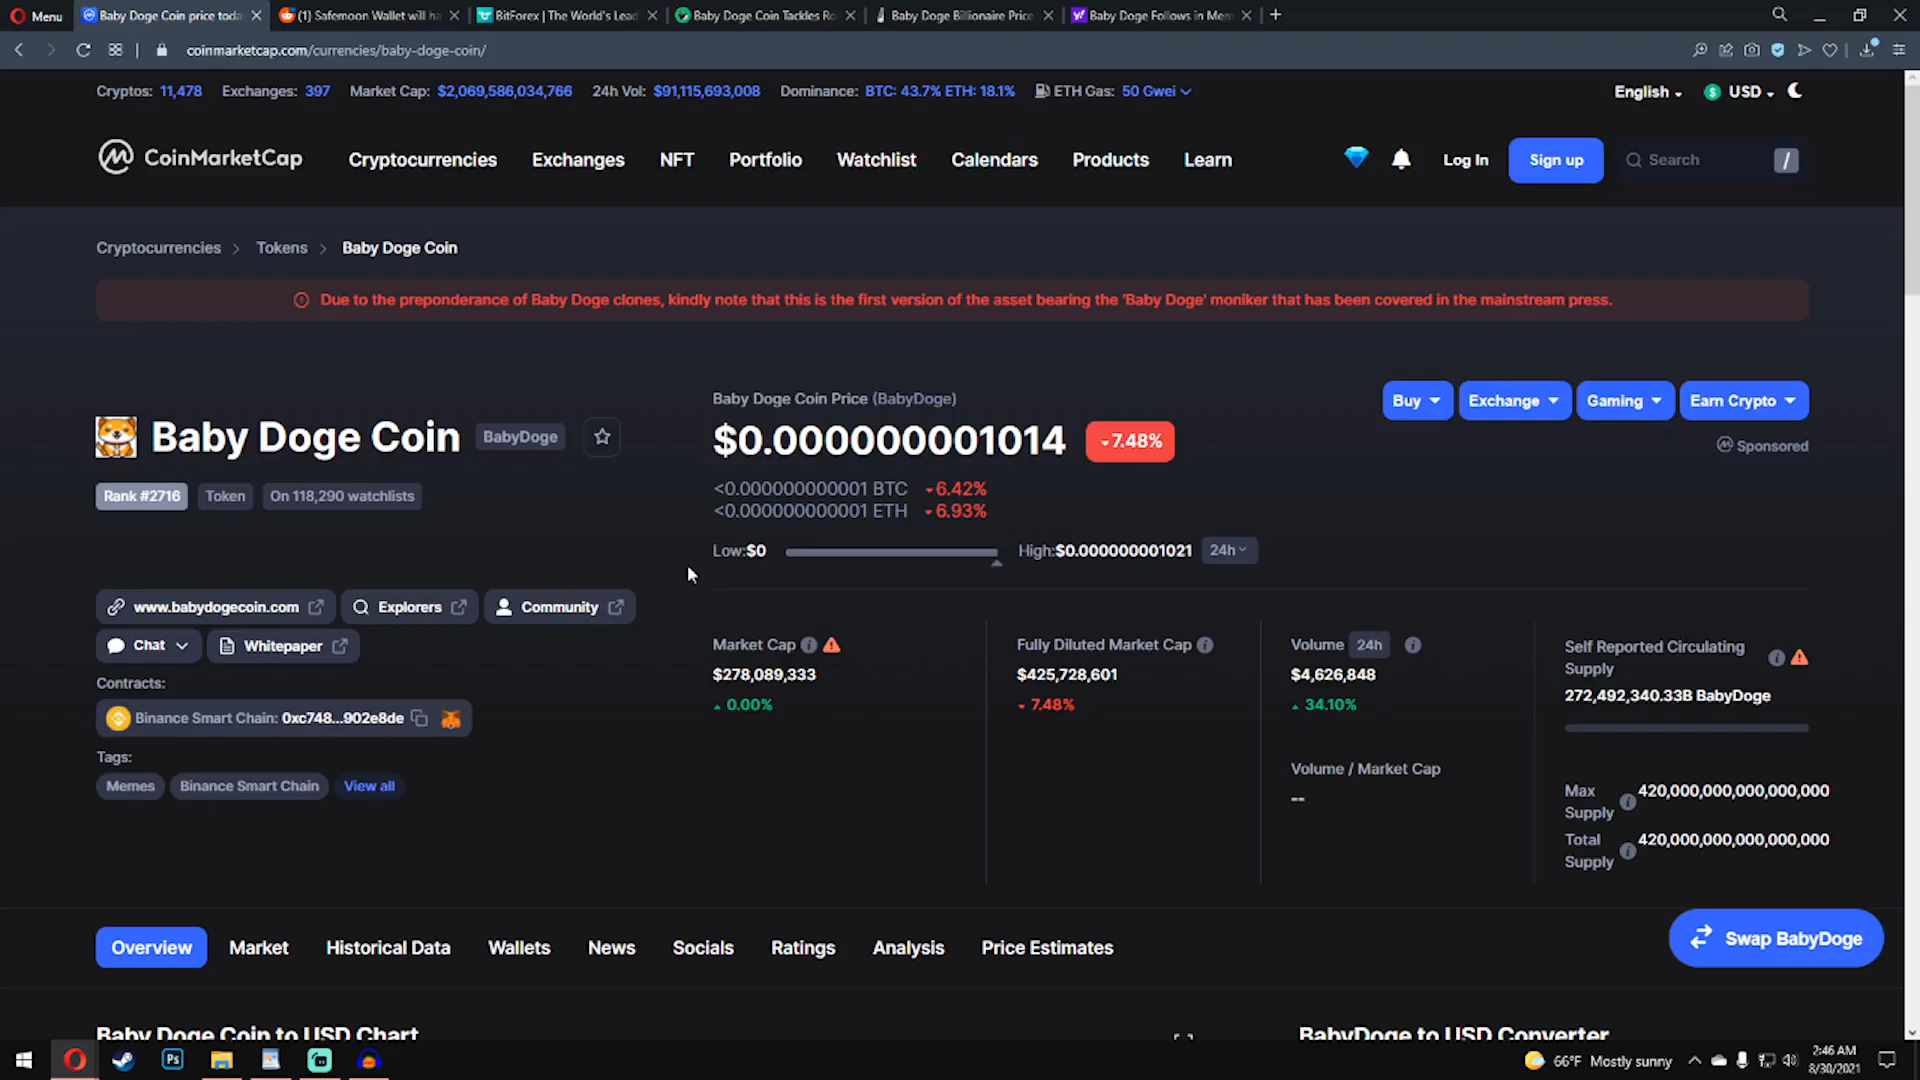 Menu
Baby Doge Coin price toda
(1) Safemoon Wallet will ha
BitForex | The World's Lead
Baby Doge Coin Tackles Ro
Baby Doge Billionaire Price
Baby Doge Follows in Mem
coinmarketcap.com/currencies/baby-doge-coin/
Cryptos: 11,478 Exchanges: 397 Market Cap: $2,069,586,034,766 24h Vol: $91,115,693,008 Dominance: BTC: 43.7% ETH: 18.1% ETH Gas: 50 Gwei
English USD
CoinMarketCap Cryptocurrencies Exchanges NFT Portfolio Watchlist Calendars Products Learn Log In Sign up Search /
Cryptocurrencies > Tokens > Baby Doge Coin
Due to the preponderance of Baby Doge clones, kindly note that this is the first version of the asset bearing the 'Baby Doge' moniker that has been covered in the mainstream press.
Baby Doge Coin BabyDoge
Rank #2716 Token On 118,290 watchlists
www.babydogecoin.com Explorers Community
Chat Whitepaper
Contracts:
Binance Smart Chain: 0xc748...902e8de
Tags:
Memes Binance Smart Chain View all
Baby Doge Coin Price (BabyDoge)
$0.000000001014 7.48%
<0.000000000001 BTC 6.42%
<0.000000000001 ETH 6.93%
Low:$0 High:$0.000000001021 24h
Buy Exchange Gaming Earn Crypto
Sponsored
Market Cap
$278,089,333
0.00%
Fully Diluted Market Cap
$425,728,601
7.48%
Volume 24h
$4,626,848
34.10%
Volume / Market Cap
--
Self Reported Circulating
Supply
272,492,340.33B BabyDoge
Max
Supply
420,000,000,000,000,000
Total
Supply
420,000,000,000,000,000
Overview Market Historical Data Wallets News Socials Ratings Analysis Price Estimates
Swap BabyDoge
Baby Doge Coin to USD Chart
BabyDoge to USD Converter
Ps
66°F Mostly sunny
2:46 AM
8/30/2021